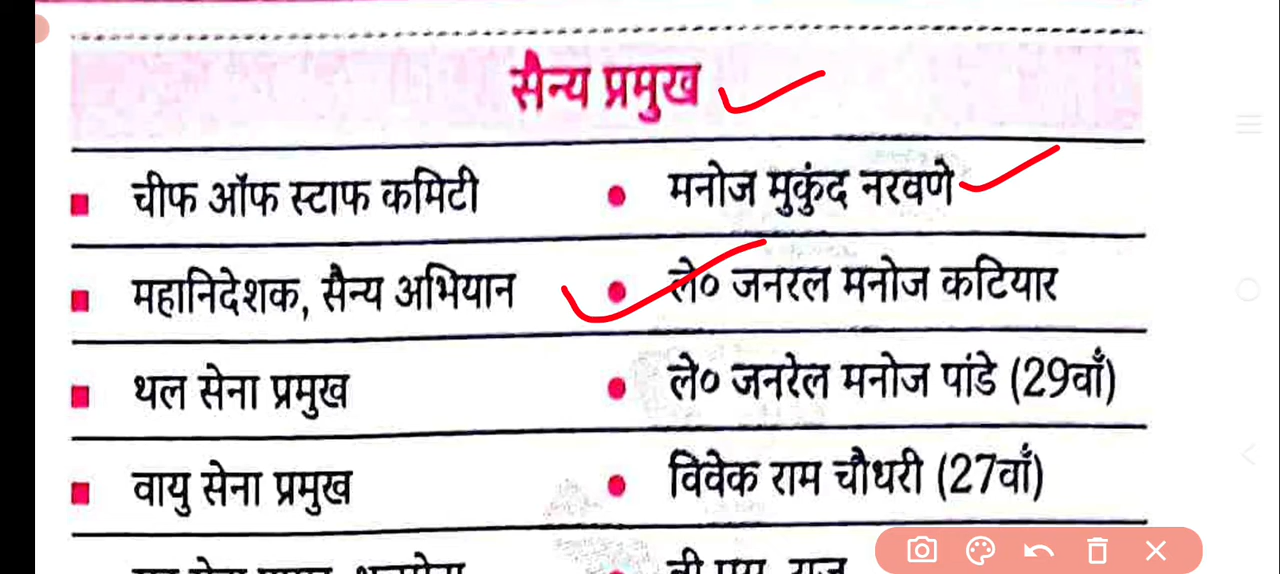 सैन्य प्रमुख
चीफ ऑफ स्टाफ कमिटी मनोज मुकुंद नरवणे
महानिदेशक, सैन्य अभियान ले० जनरल मनोज कटियार
थल सेना प्रमुख ले० जनरेल मनोज पांडे (29वाँ)
वायु सेना प्रमुख विवेक राम चौधरी (27वाँ)